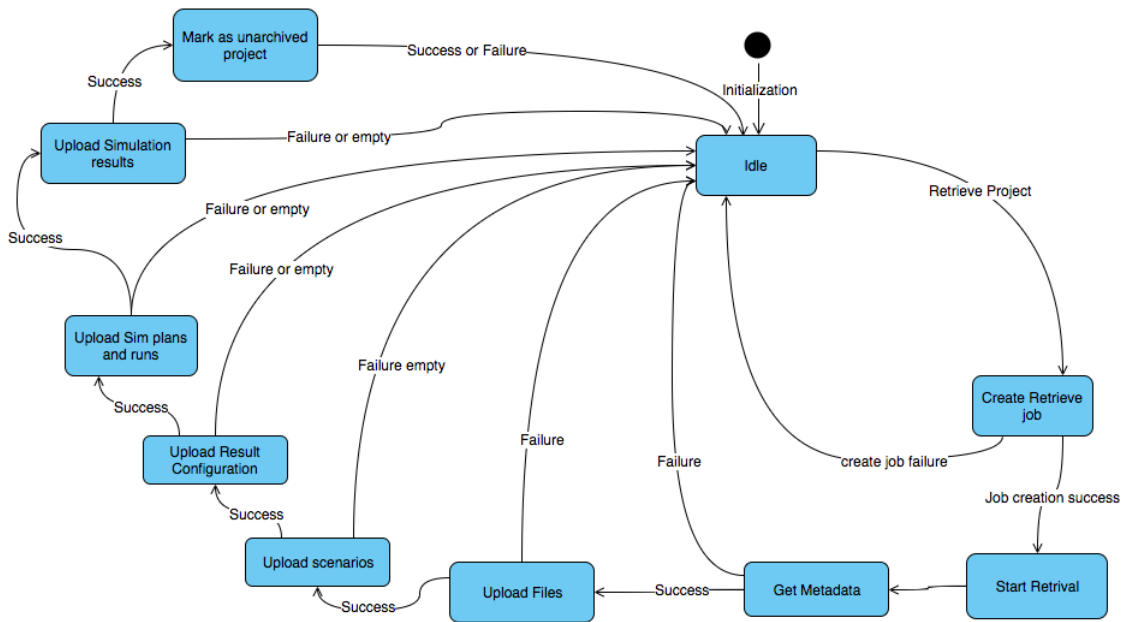 Mark as unarchived
project
Success or Failure
Initialization
Success
Upload Simulation
results
Failure or empty
Idle
Retrieve Project
Failure or empty
Success
Failure or empty
Upload Sim plans
and runs
Failure empty
Create Retrieve
job
Success
Upload Result
Configuration
Failure
Failure
create job failure
Job creation success
Success
Upload scenarios
Success
Upload Files
Success
Get Metadata
Start Retrival